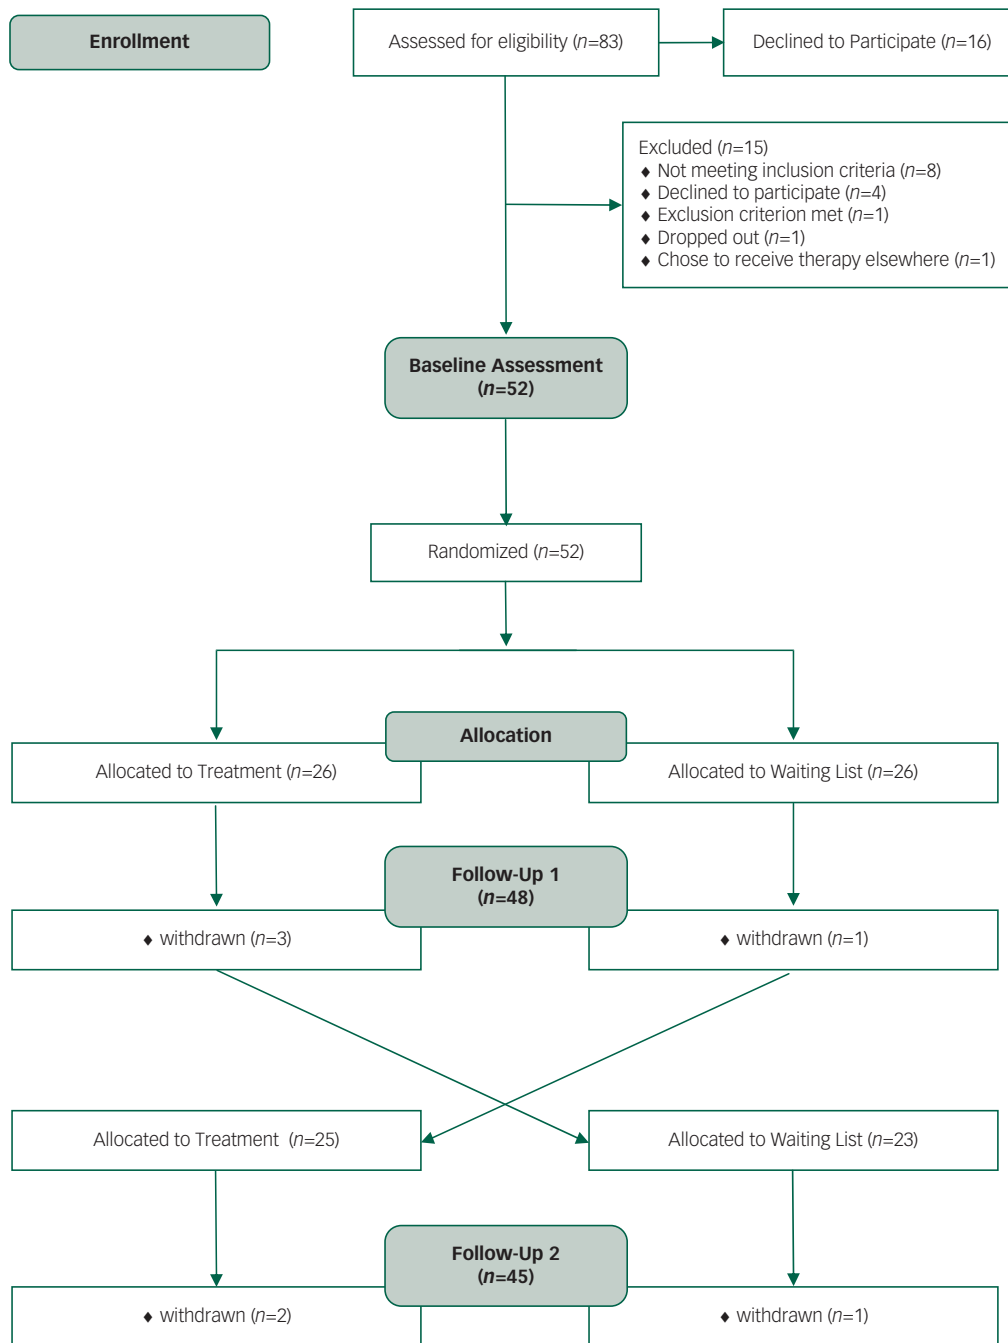 Enrollment
Assessed for eligibility (n=83)
Declined to Participate (n=16)
Excluded (n=15)
♦ Not meeting inclusion criteria (n=8)
♦ Declined to participate (n=4)
♦ Exclusion criterion met (n=1)
♦ Dropped out (n=1)
♦ Chose to receive therapy elsewhere (n=1)
Baseline Assessment
(n=52)
Randomized (n=52)
Allocation
Allocated to Treatment (n=26)
Allocated to Waiting List (n=26)
Follow-Up 1
(n=48)
♦ withdrawn (n=3)
♦ withdrawn (n=1)
Allocated to Treatment (n=25)
Allocated to Waiting List (n=23)
Follow-Up 2
(n=45)
♦ withdrawn (n=2)
♦ withdrawn (n=1)